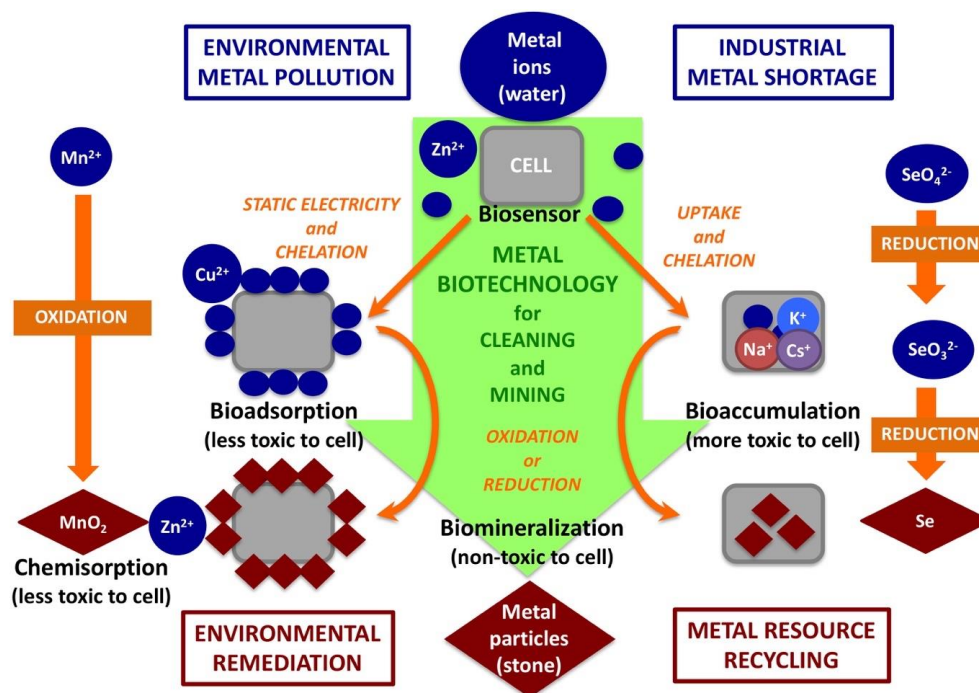 ENVIRONMENTAL
METAL POLLUTION
Metal
ions
(water)
INDUSTRIAL
METAL SHORTAGE
Mn²⁺
Zn²⁺
CELL
Biosensor
SeO₄²⁻
STATIC ELECTRICITY
and
CHELATION
UPTAKE
and
CHELATION
REDUCTION
METAL
BIOTECHNOLOGY
for
CLEANING
and
MINING
Cu²⁺
OXIDATION
K⁺
Na⁺
Cs⁺
SeO₃²⁻
Bioadsorption
(less toxic to cell)
Bioaccumulation
(more toxic to cell)
REDUCTION
OXIDATION
or
REDUCTION
MnO₂
Zn²⁺
Chemisorption
(less toxic to cell)
Biomineralization
(non-toxic to cell)
Se
ENVIRONMENTAL
REMEDIATION
Metal
particles
(stone)
METAL RESOURCE
RECYCLING